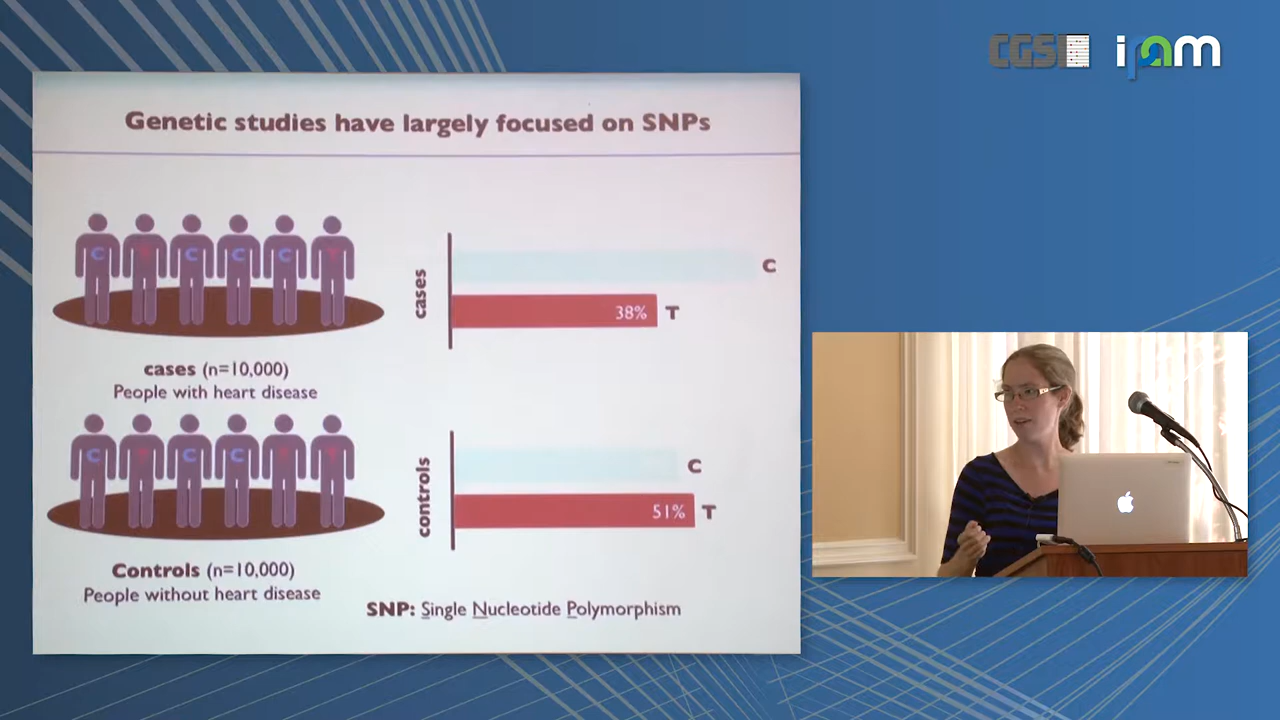 CGSI
ipam
Genetic studies have largely focused on SNPs
C
C
C
C
cases
C
38%
T
cases (n=10,000)
People with heart disease
C
C
C
controls
C
51%
T
Controls (n=10,000)
People without heart disease
SNP: Single Nucleotide Polymorphism